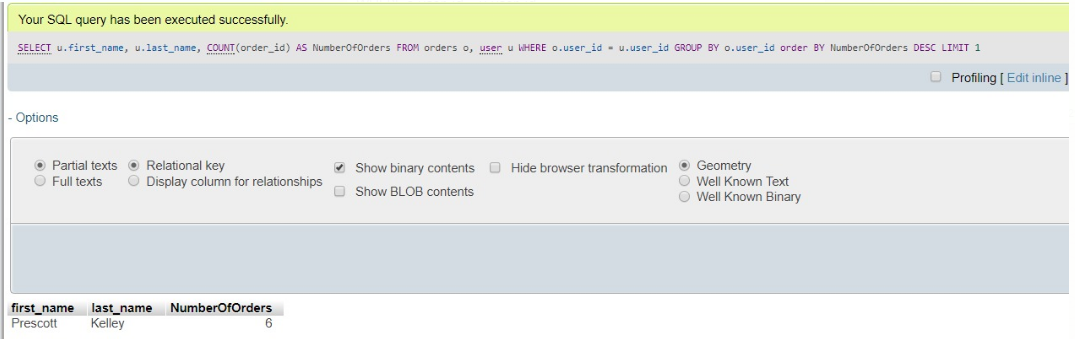 Your SQL query has been executed successfully.
SELECT u.first_name, u.last_name, COUNT(order_id) AS NumberOfOrders FROM orders o, user u WHERE o.user_id = u.user_id GROUP BY o.user_id order BY NumberOfOrders DESC LIMIT 1
Profiling [ Edit inline ]
- Options
Partial texts Relational key Show binary contents Hide browser transformation Geometry
Full texts Display column for relationships Show BLOB contents Well Known Text
Well Known Binary
first_name last_name NumberOfOrders
Prescott Kelley 6